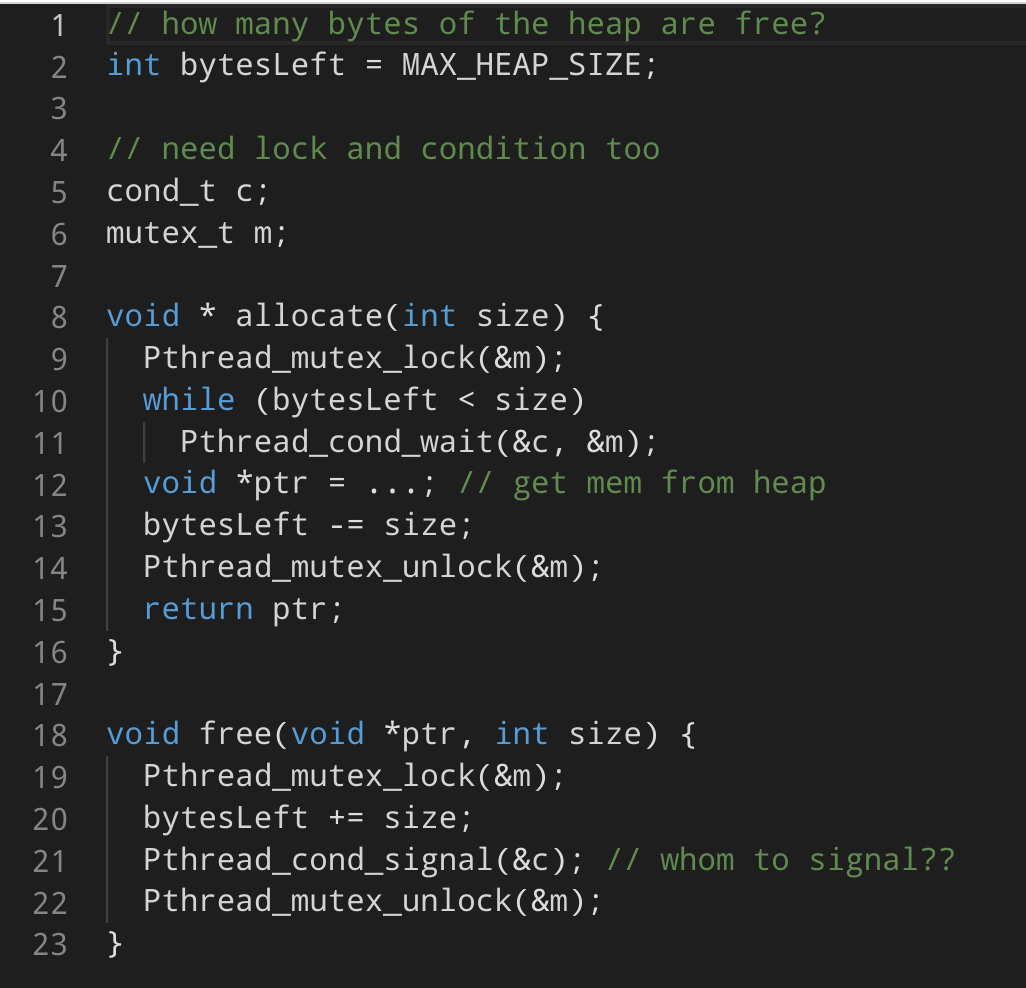 1 // how many bytes of the heap are free?
2 int bytesLeft = MAX_HEAP_SIZE;
3
4 // need lock and condition too
5 cond_t c;
6 mutex_t m;
7
8 void * allocate(int size) {
9   Pthread_mutex_lock(&m);
10   while (bytesLeft < size)
11     Pthread_cond_wait(&c, &m);
12   void *ptr = ...; // get mem from heap
13   bytesLeft -= size;
14   Pthread_mutex_unlock(&m);
15   return ptr;
16 }
17
18 void free(void *ptr, int size) {
19   Pthread_mutex_lock(&m);
20   bytesLeft += size;
21   Pthread_cond_signal(&c); // whom to signal??
22   Pthread_mutex_unlock(&m);
23 }